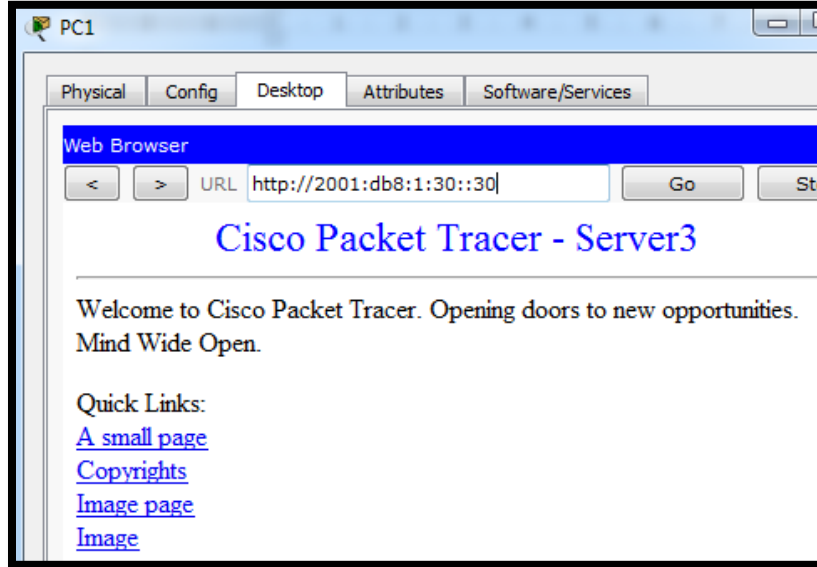 PC1
Physical Config Desktop Attributes Software/Services
Web Browser
< > URL http://2001:db8:1:30::30 Go
Cisco Packet Tracer - Server3
Welcome to Cisco Packet Tracer. Opening doors to new opportunities.
Mind Wide Open.
Quick Links:
A small page
Copyrights
Image page
Image